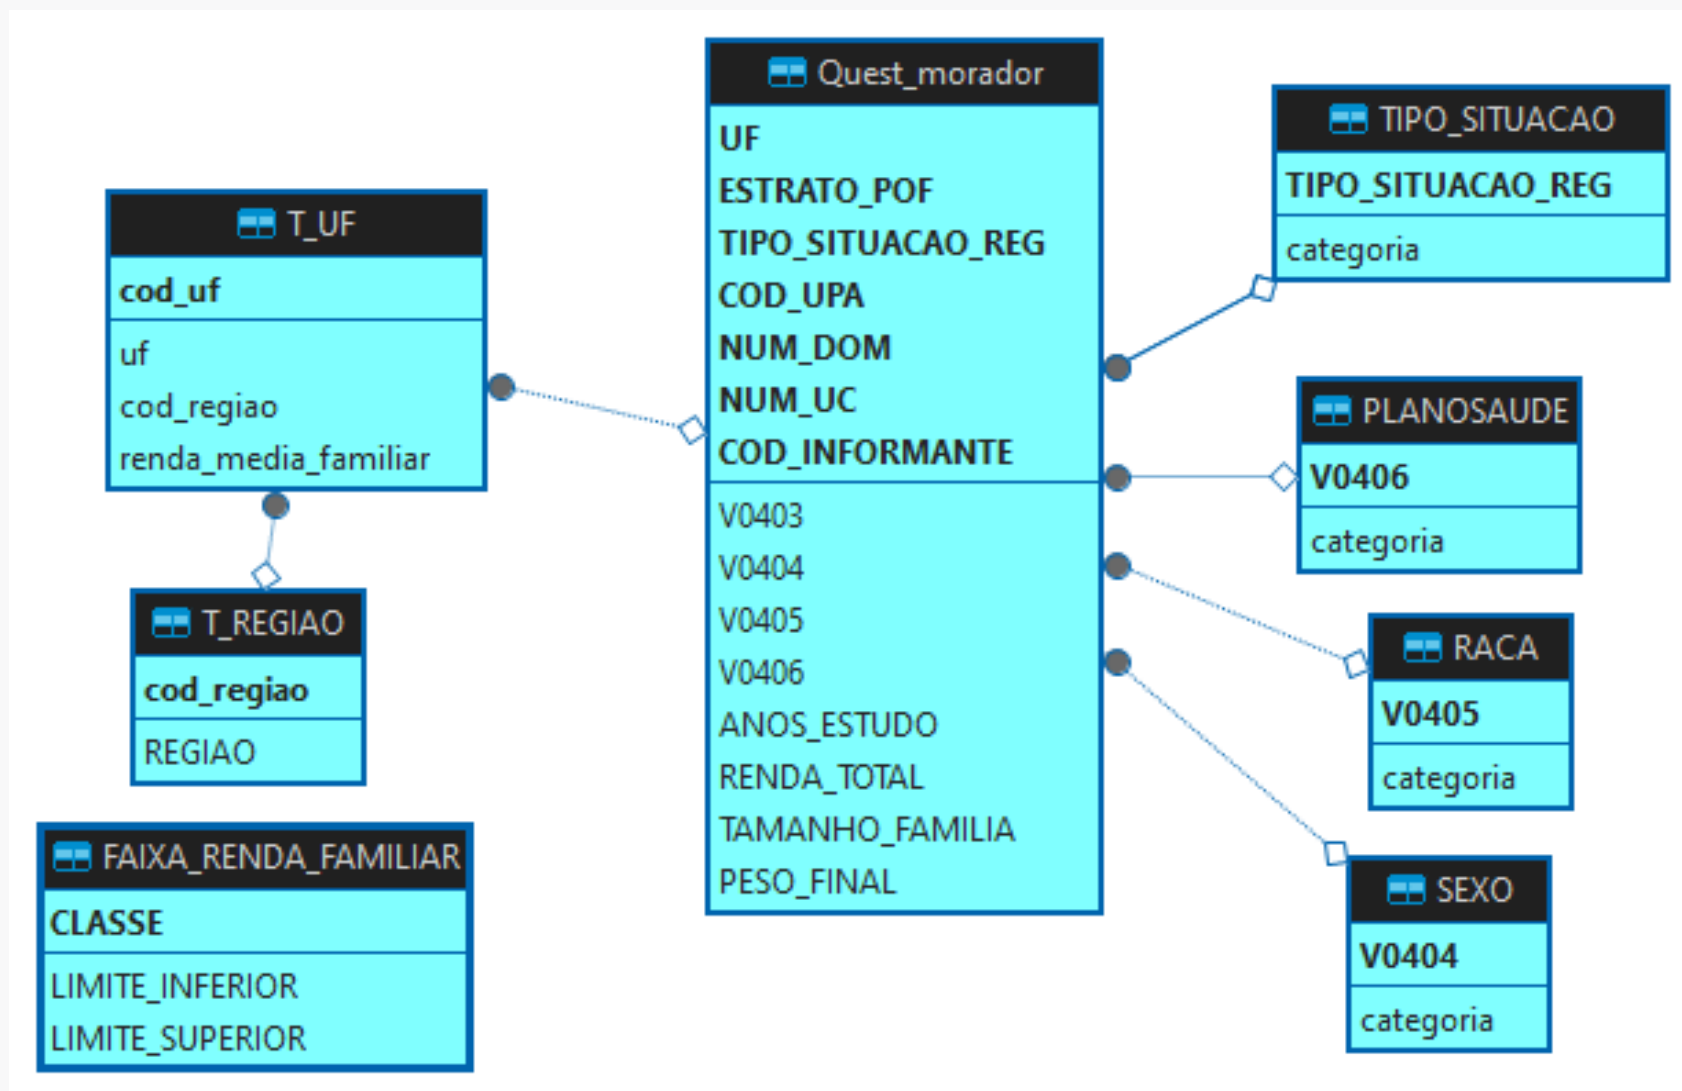 Quest_morador
UF
ESTRATO_POF
TIPO_SITUACAO_REG
COD_UPA
NUM_DOM
NUM_UC
COD_INFORMANTE
V0403
V0404
V0405
V0406
ANOS_ESTUDO
RENDA_TOTAL
TAMANHO_FAMILIA
PESO_FINAL
T_UF
cod_uf
uf
cod_regiao
renda_media_familiar
T_REGIAO
cod_regiao
REGIAO
FAIXA_RENDA_FAMILIAR
CLASSE
LIMITE_INFERIOR
LIMITE_SUPERIOR
TIPO_SITUACAO
TIPO_SITUACAO_REG
categoria
PLANOSAUDE
V0406
categoria
RACA
V0405
categoria
SEXO
V0404
categoria